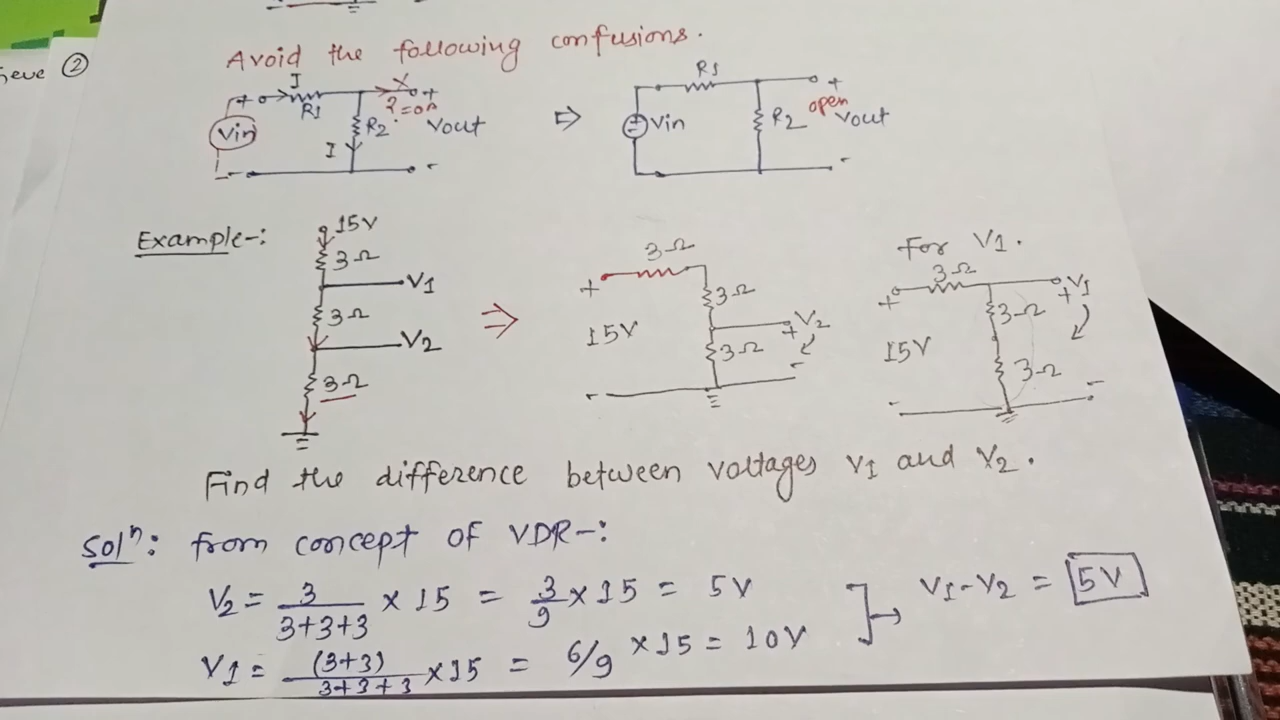 ieve ②
Avoid the following confusions.
I
R1
X
+
?=0A
Vin
R2
Vout
I
-
⇒
R1
+
Vin
R2
open
Vout
-
Example-:
15V
3Ω
V1
3Ω
V2
3Ω
⇒
3Ω
+
3Ω
15V
V2
+
3Ω
-
-
For V1.
3Ω
+
V1
+
3Ω
15V
3Ω
-
-
Find the difference between voltages V1 and V2.
Solⁿ: from concept of VDR-:
V2 = 3/3+3+3 × 15 = 3/9 × 15 = 5V
V1 = (3+3)/3+3+3 × 15 = 6/9 × 15 = 10V
V1-V2 = 5V